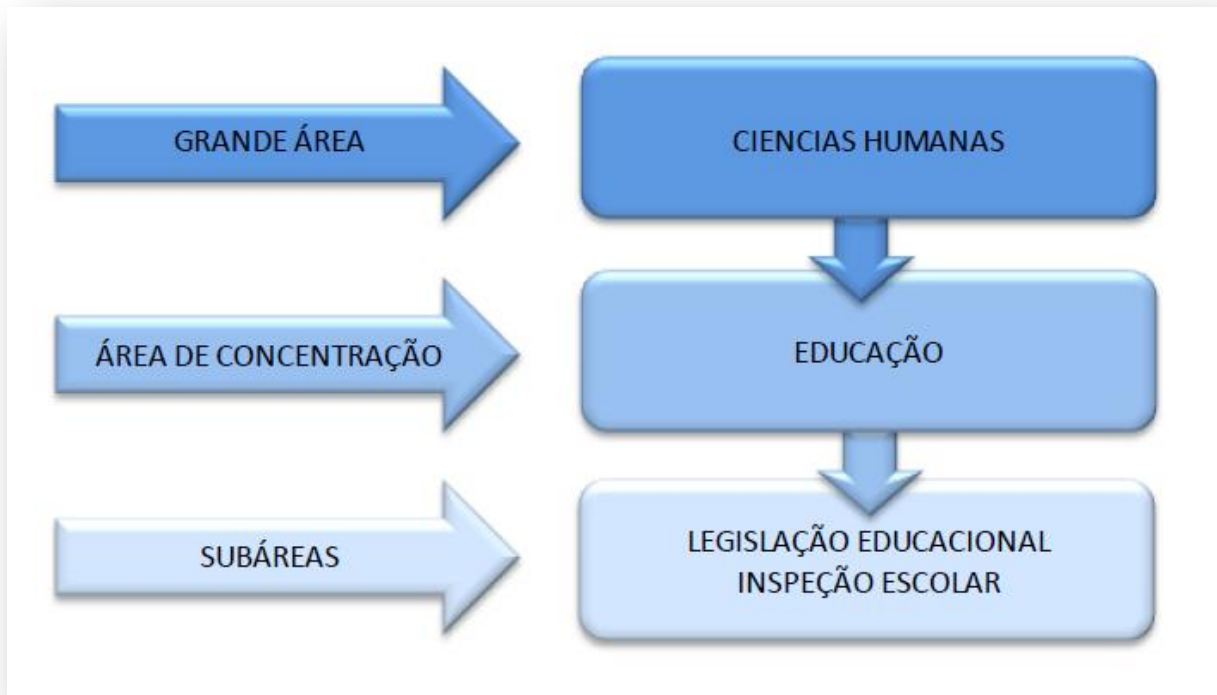 GRANDE ÁREA
CIENCIAS HUMANAS
ÁREA DE CONCENTRAÇÃO
EDUCAÇÃO
SUBÁREAS
LEGISLAÇÃO EDUCACIONAL
INSPEÇÃO ESCOLAR